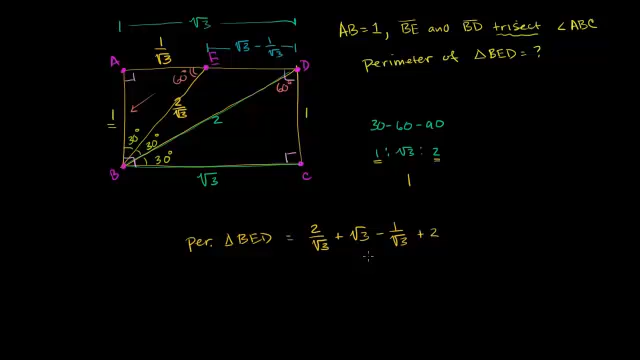 √3
AB=1, BE and BD trisect ∠ABC
1/√3
√3 - 1/√3
A
E
D
Perimeter of ΔBED=?
60°
60°
2/√3
1
2
1
30-60-90
1 : √3 : 2
30°
30°
30°
1
B
C
√3
per. ΔBED = 2/√3 + √3 - 1/√3 + 2